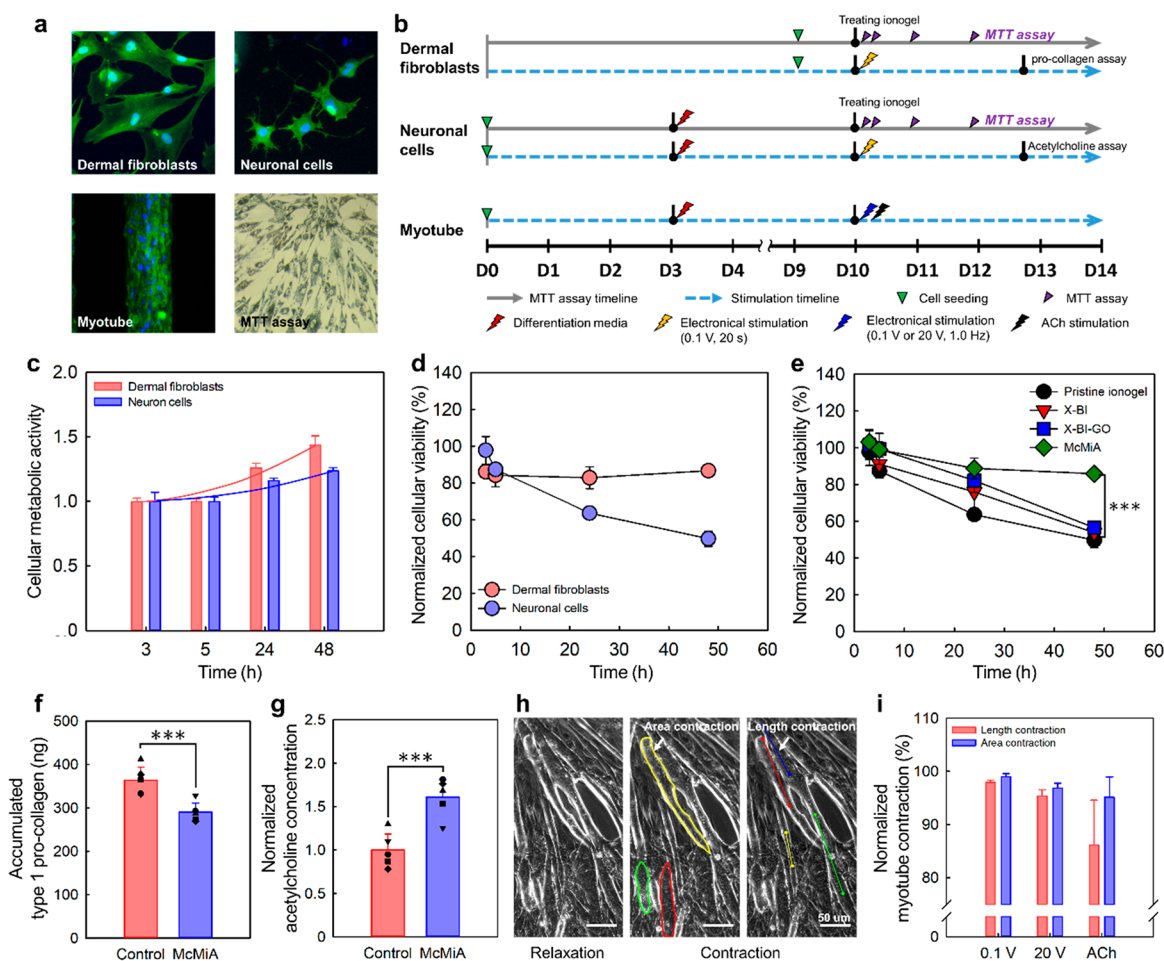 a
Dermal fibroblasts
Neuronal cells
Myotube
MTT assay
b
Treating ionogel
Dermal
fibroblasts
MTT assay
pro-collagen assay
Treating ionogel
Neuronal
cells
MTT assay
Acetylcholine assay
Myotube
D0 D1 D2 D3 D4 D9 D10 D11 D12 D13 D14
MTT assay timeline
Stimulation timeline
Cell seeding
MTT assay
Differentiation media
Electronical stimulation
(0.1 V, 20 s)
Electronical stimulation
(0.1 V or 20 V, 1.0 Hz)
ACh stimulation
c
Cellular metabolic activity
2.0
1.5
1.0
0.5
0
Dermal fibroblasts
Neuron cells
3 5 24 48
Time (h)
d
Normalized cellular viability (%)
140
120
100
80
60
40
20
0
Dermal fibroblasts
Neuronal cells
0 10 20 30 40 50 60
Time (h)
e
Normalized cellular viability (%)
140
120
100
80
60
40
20
0
Pristine ionogel
X-BI
X-BI-GO
McMiA
***
0 10 20 30 40 50 60
Time (h)
f
Accumulated
type 1 pro-collagen (ng)
500
400
300
200
100
0
***
Control McMiA
g
Normalized
acetylcholine concentration
2.5
2.0
1.5
1.0
0.5
0.0
***
Control McMiA
h
Area contraction
Length contraction
50 um
Relaxation
Contraction
i
Normalized
myotube contraction (%)
110
100
90
80
0
Length contraction
Area contraction
0.1 V 20 V ACh